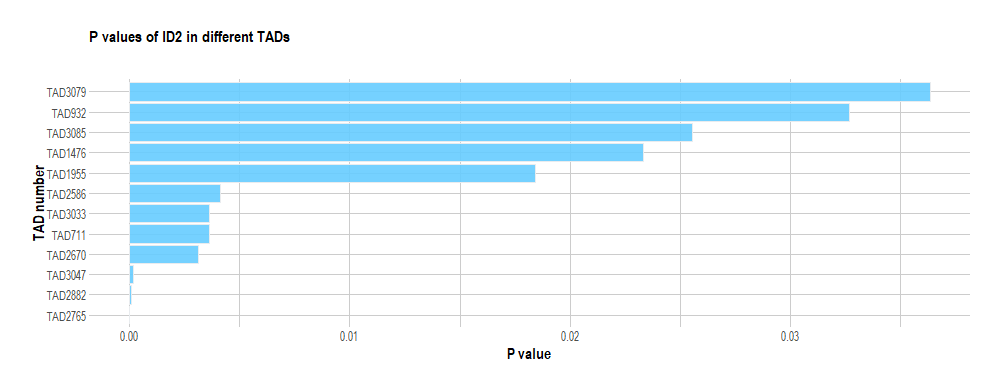 P values of ID2 in different TADs
TAD number
TAD3079
TAD932
TAD3085
TAD1476
TAD1955
TAD2586
TAD3033
TAD711
TAD2670
TAD3047
TAD2882
TAD2765
0.00 0.01 0.02 0.03
P value